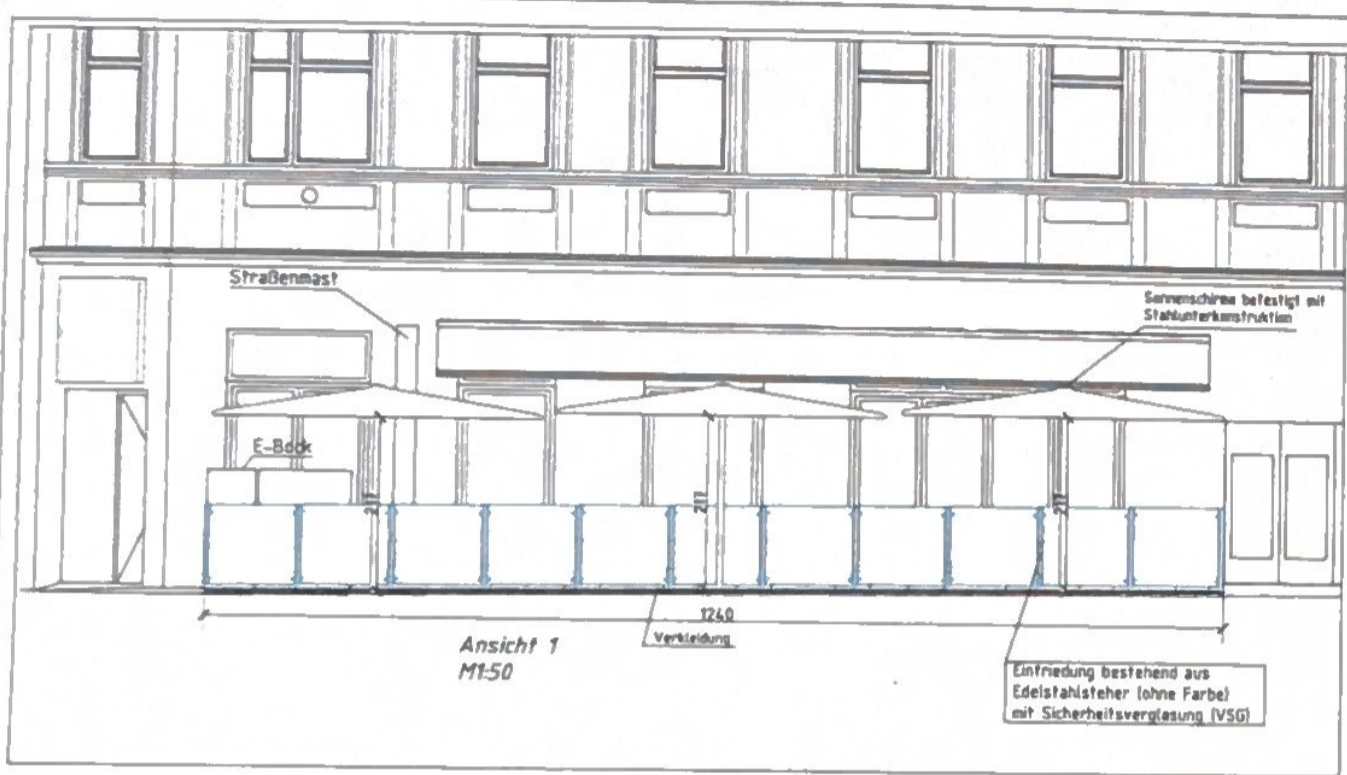 Straßenmast
Sonnenschirme befestigt mit
Stahlunterkonstruktion
E-Bock
217
217
217
1240
Verkleidung
Ansicht 1
M1:50
Einfriedung bestehend aus
Edelstahlsteher (ohne Farbe)
mit Sicherheitsverglasung (VSG)